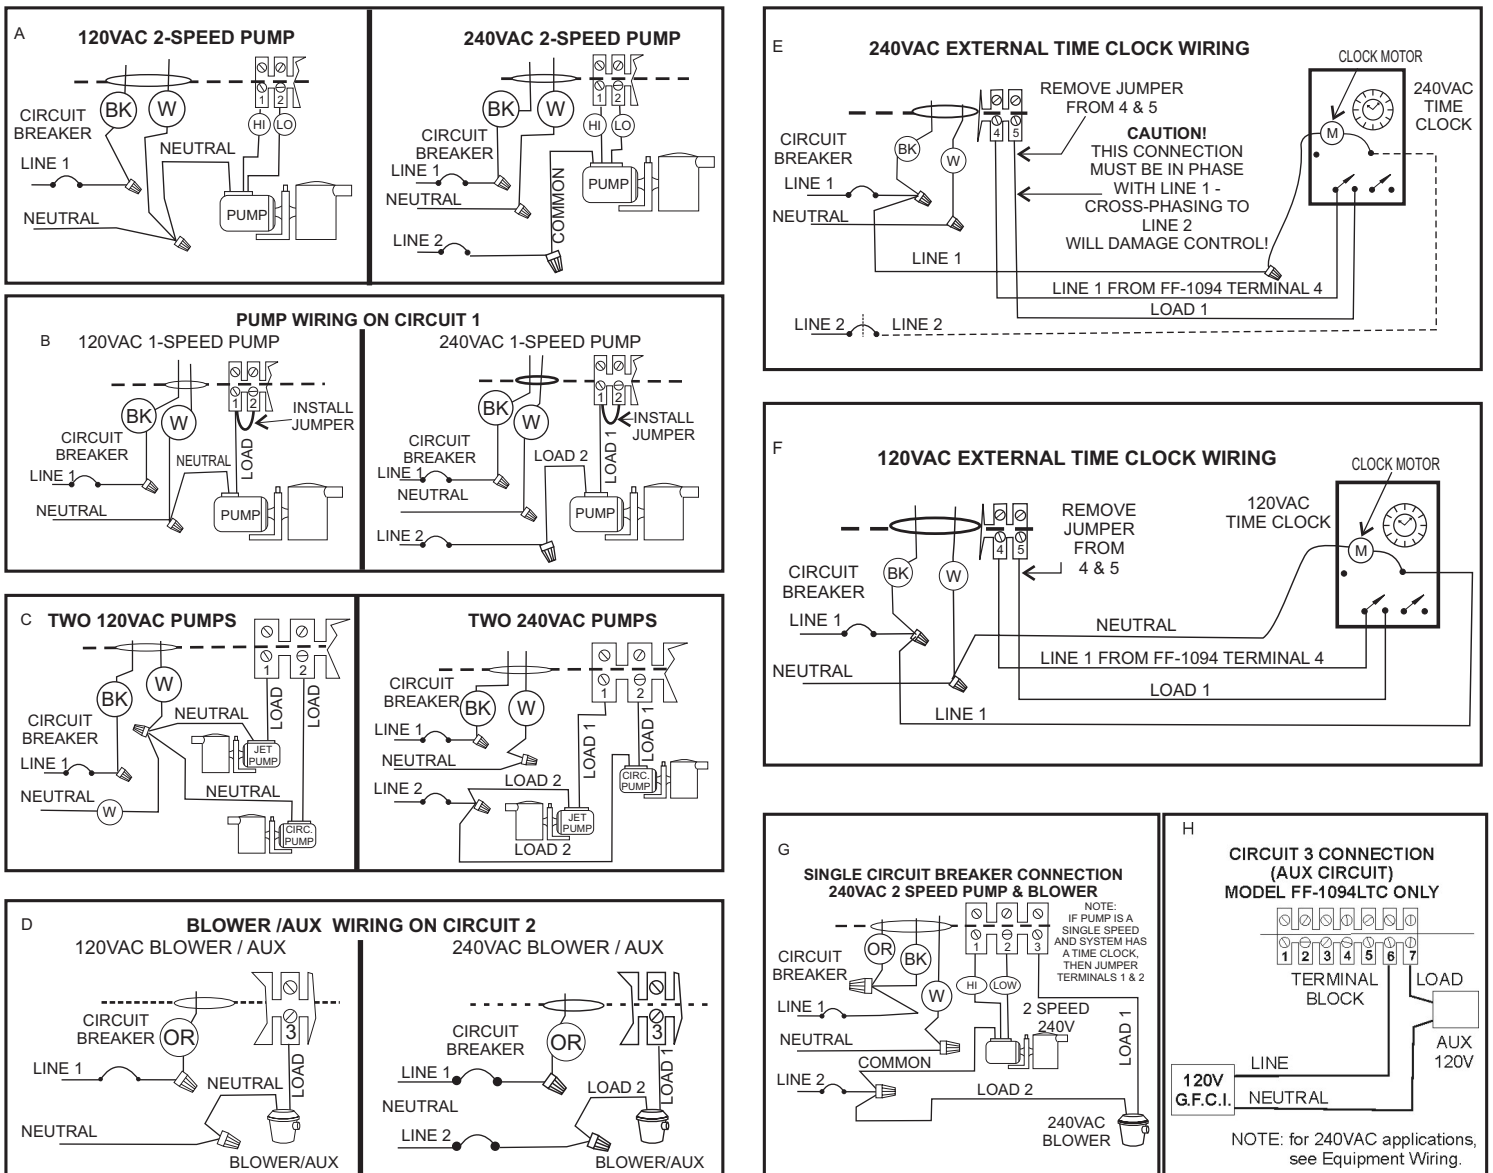 A
120VAC 2-SPEED PUMP
BK
W
1
2
HI
LO
CIRCUIT
BREAKER
NEUTRAL
LINE 1
NEUTRAL
PUMP
240VAC 2-SPEED PUMP
BK
W
1
2
HI
LO
CIRCUIT
BREAKER
LINE 1
NEUTRAL
LINE 2
COMMON
PUMP
PUMP WIRING ON CIRCUIT 1
B
120VAC 1-SPEED PUMP
BK
W
1
2
INSTALL
JUMPER
CIRCUIT
BREAKER
LINE 1
NEUTRAL
LOAD
NEUTRAL
PUMP
240VAC 1-SPEED PUMP
BK
W
1
2
INSTALL
JUMPER
CIRCUIT
BREAKER
LINE 1
LOAD 2
LOAD 1
NEUTRAL
PUMP
LINE 2
C
TWO 120VAC PUMPS
1
2
BK
W
NEUTRAL
LOAD
LOAD
CIRCUIT
BREAKER
LINE 1
JET
PUMP
NEUTRAL
W
NEUTRAL
CIRC.
PUMP
TWO 240VAC PUMPS
1
2
CIRCUIT
BREAKER
BK
W
LINE 1
NEUTRAL
LOAD 1
LOAD 1
LINE 2
LOAD 2
CIRC.
PUMP
JET
PUMP
LOAD 2
D
BLOWER /AUX WIRING ON CIRCUIT 2
120VAC BLOWER / AUX
CIRCUIT
BREAKER
OR
3
LINE 1
NEUTRAL
LOAD
NEUTRAL
BLOWER/AUX
240VAC BLOWER / AUX
CIRCUIT
BREAKER
OR
3
LINE 1
LOAD 2
LOAD 1
NEUTRAL
LINE 2
BLOWER/AUX
E
240VAC EXTERNAL TIME CLOCK WIRING
CLOCK MOTOR
240VAC
TIME
CLOCK
REMOVE JUMPER
FROM 4 & 5
4
5
M
CIRCUIT
BREAKER
BK
W
CAUTION!
THIS CONNECTION
MUST BE IN PHASE
WITH LINE 1 -
CROSS-PHASING TO
LINE 2
WILL DAMAGE CONTROL!
LINE 1
NEUTRAL
LINE 1
LINE 1 FROM FF-1094 TERMINAL 4
LOAD 1
LINE 2
LINE 2
F
120VAC EXTERNAL TIME CLOCK WIRING
CLOCK MOTOR
120VAC
TIME CLOCK
REMOVE
JUMPER
FROM
4 & 5
4
5
M
CIRCUIT
BREAKER
BK
W
LINE 1
NEUTRAL
NEUTRAL
LINE 1 FROM FF-1094 TERMINAL 4
LOAD 1
LINE 1
G
SINGLE CIRCUIT BREAKER CONNECTION
240VAC 2 SPEED PUMP & BLOWER
NOTE:
IF PUMP IS A
SINGLE SPEED
AND SYSTEM HAS
A TIME CLOCK,
THEN JUMPER
TERMINALS 1 & 2
1
2
3
OR
BK
W
CIRCUIT
BREAKER
HI
LOW
LINE 1
2 SPEED
240V
NEUTRAL
COMMON
LOAD 1
LINE 2
LOAD 2
240VAC
BLOWER
H
CIRCUIT 3 CONNECTION
(AUX CIRCUIT)
MODEL FF-1094LTC ONLY
1 2 3 4 5 6 7
TERMINAL
BLOCK
LOAD
AUX
120V
LINE
120V
G.F.C.I.
NEUTRAL
NOTE: for 240VAC applications,
see Equipment Wiring.